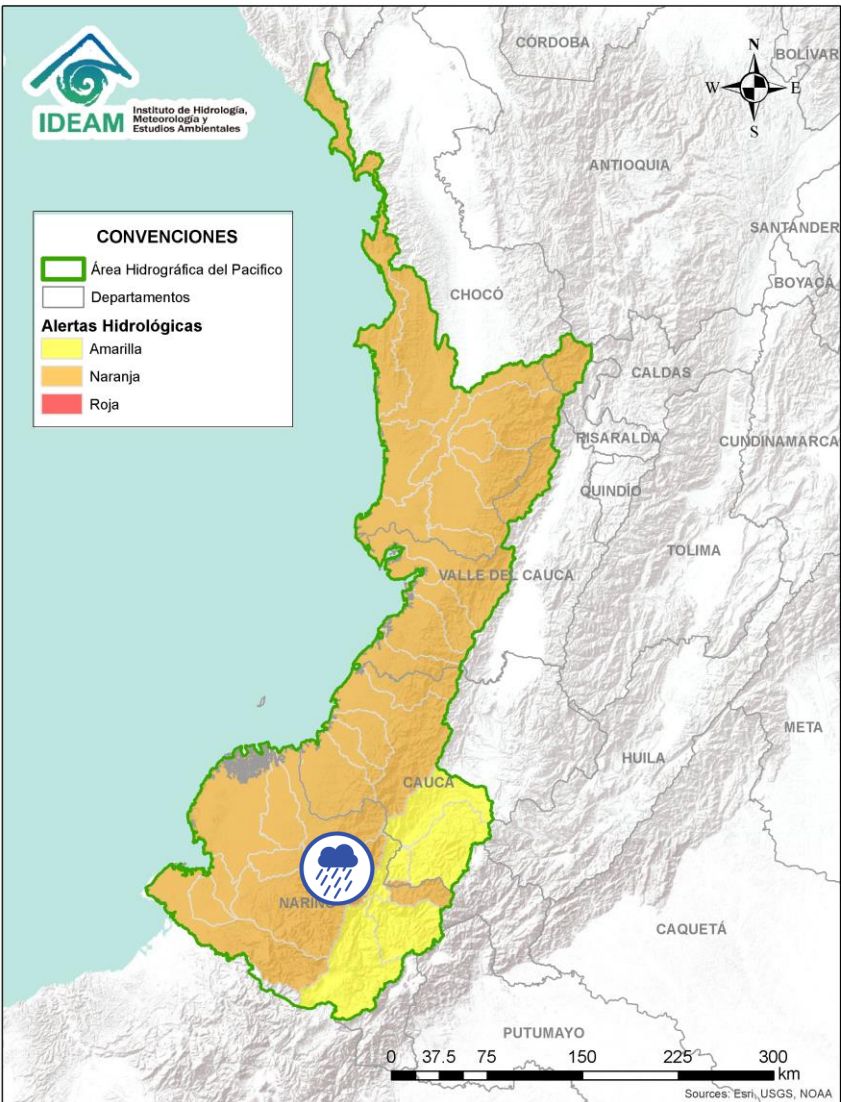 IDEAM
Instituto de Hidrología,
Meteorología y
Estudios Ambientales
N
W
E
S
CÓRDOBA
BOLIVAR
ANTIOQUIA
SANTANDER
BOYACÁ
CHOCÓ
CALDAS
RISARALDA
CUNDINAMARCA
QUINDÍO
TOLIMA
VALLE DEL CAUCA
META
HUILA
CAUCA
NARIÑO
CAQUETÁ
PUTUMAYO
CONVENCIONES
Área Hidrográfica del Pacifico
Departamentos
Alertas Hidrológicas
Amarilla
Naranja
Roja
0 37.5 75 150 225 300
km
Sources: Esri, USGS, NOAA